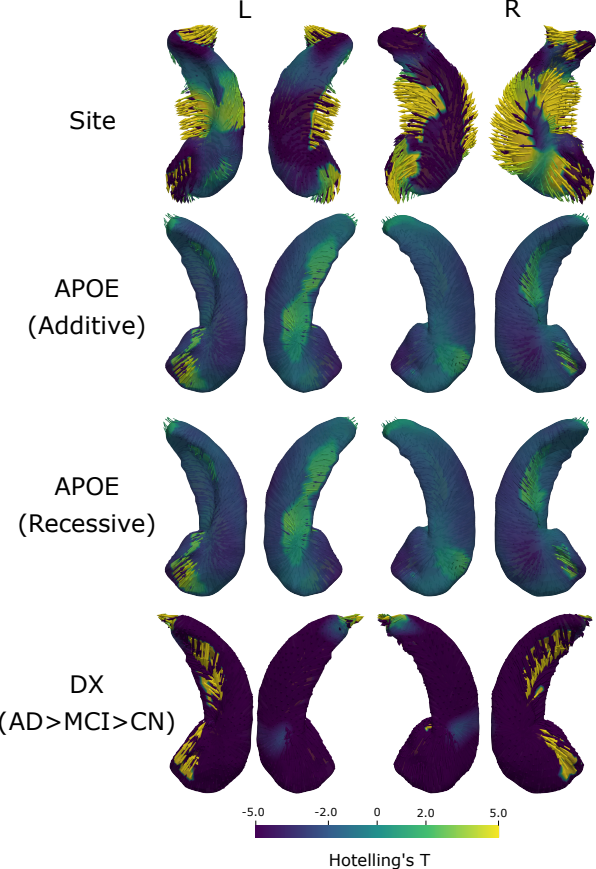 L R
Site
APOE
(Additive)
APOE
(Recessive)
DX
(AD>MCI>CN)
-5.0 -2.0 0 2.0 5.0
Hotelling's T